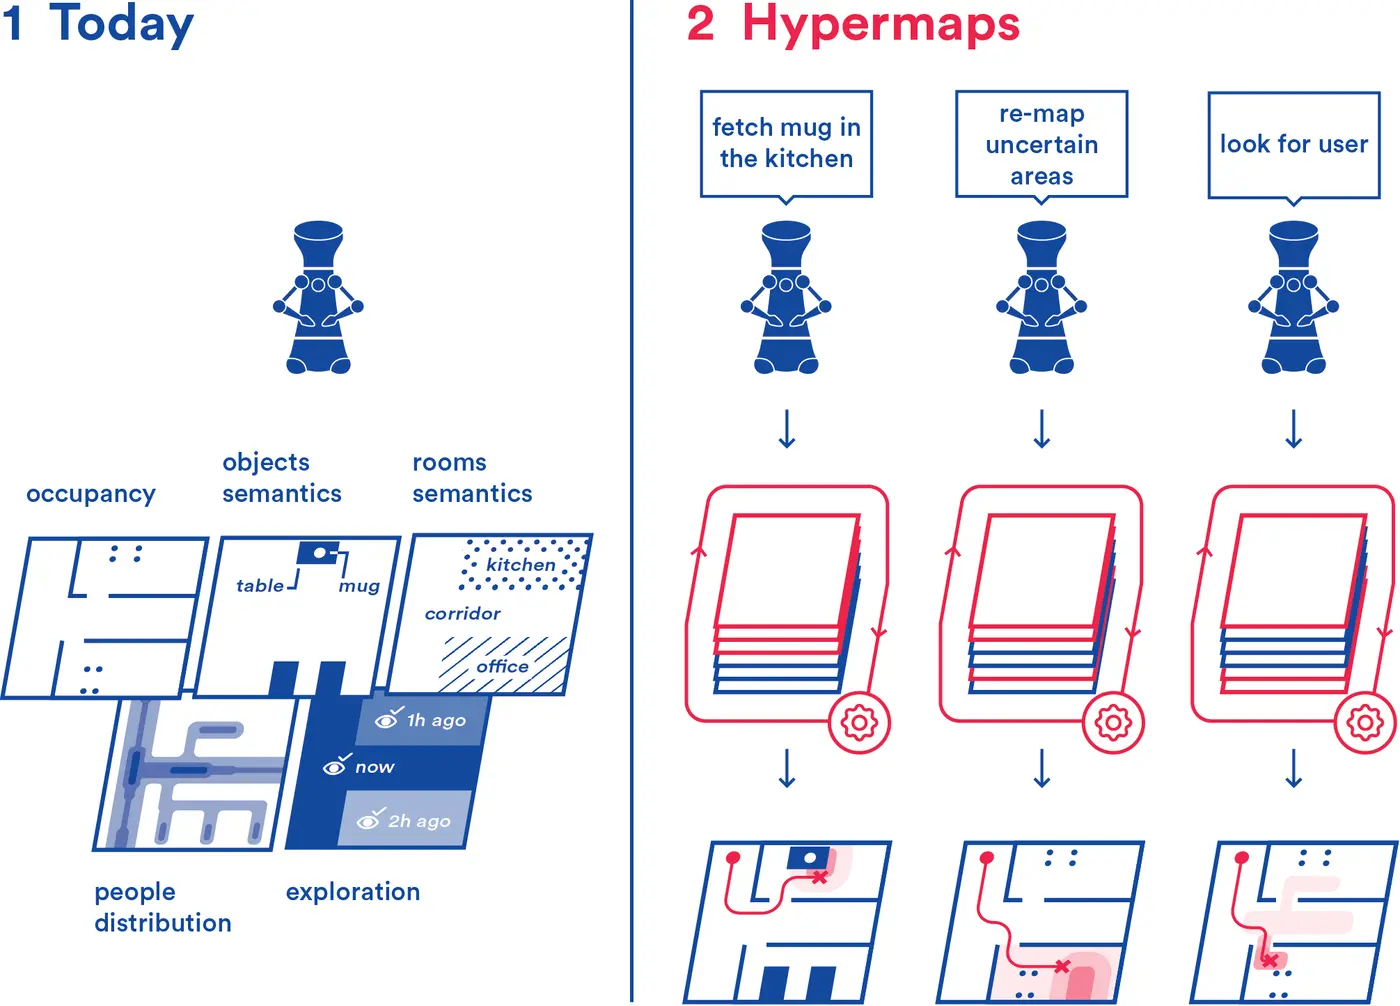 1 Today
objects
semantics
rooms
semantics
occupancy
table
mug
kitchen
corridor
office
1h ago
now
2h ago
people
distribution
exploration
2 Hypermaps
fetch mug in
the kitchen
re-map
uncertain
areas
look for user